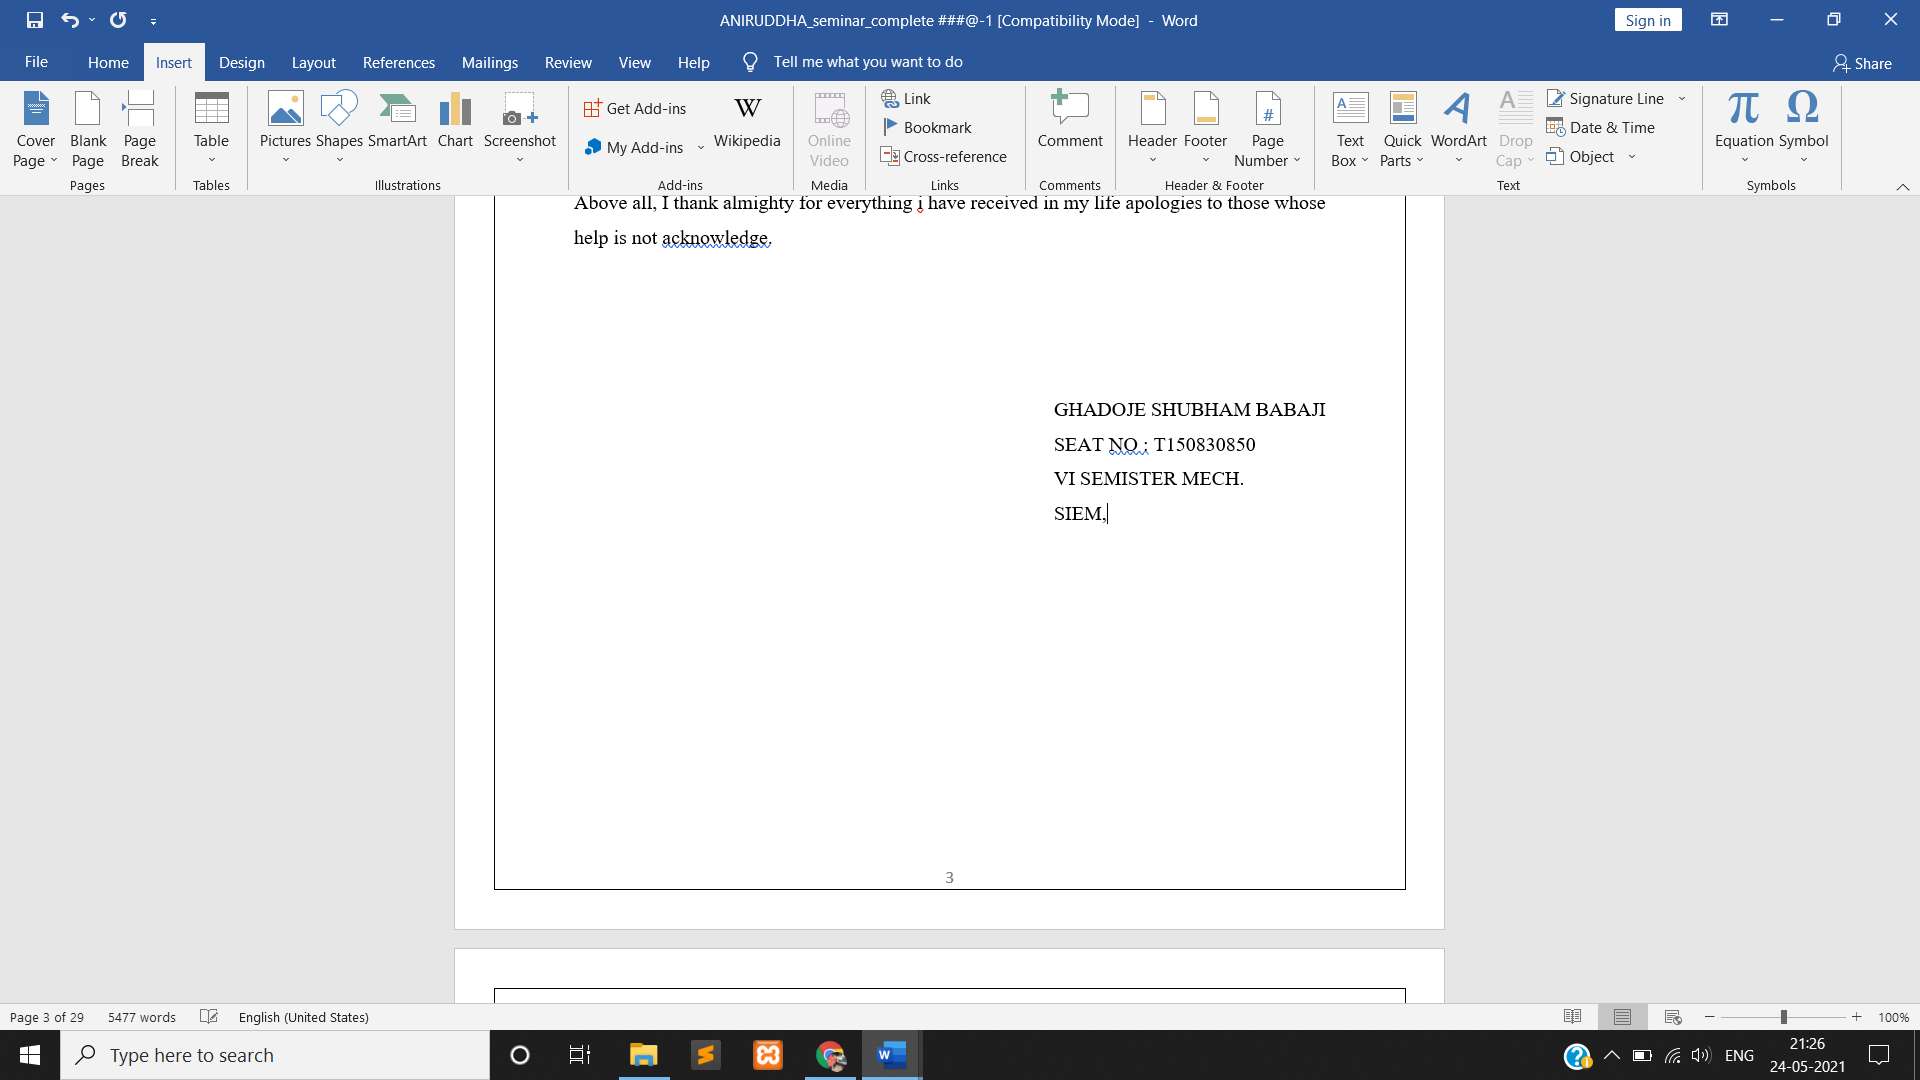 ANIRUDDHA_seminar_complete ###@-1 [Compatibility Mode] - Word
Sign in
File Home Insert Design Layout References Mailings Review View Help Tell me what you want to do
Share
Cover Page
Blank Page
Page Break
Pages
Table
Tables
Pictures
Shapes
SmartArt
Chart
Screenshot
Illustrations
Get Add-ins
My Add-ins
W
Wikipedia
Add-ins
Online Video
Media
Link
Bookmark
Cross-reference
Links
Comment
Comments
Header
Footer
Page Number
Header & Footer
Text Box
Quick Parts
WordArt
Drop Cap
Signature Line
Date & Time
Object
Text
π
Equation
Ω
Symbol
Symbols
Above all, I thank almighty for everything i have received in my life apologies to those whose
help is not acknowledge.
GHADOJE SHUBHAM BABAJI
SEAT NO : T150830850
VI SEMISTER MECH.
SIEM,
3
Page 3 of 29 5477 words English (United States) 100%
Type here to search
ENG
21:26
24-05-2021